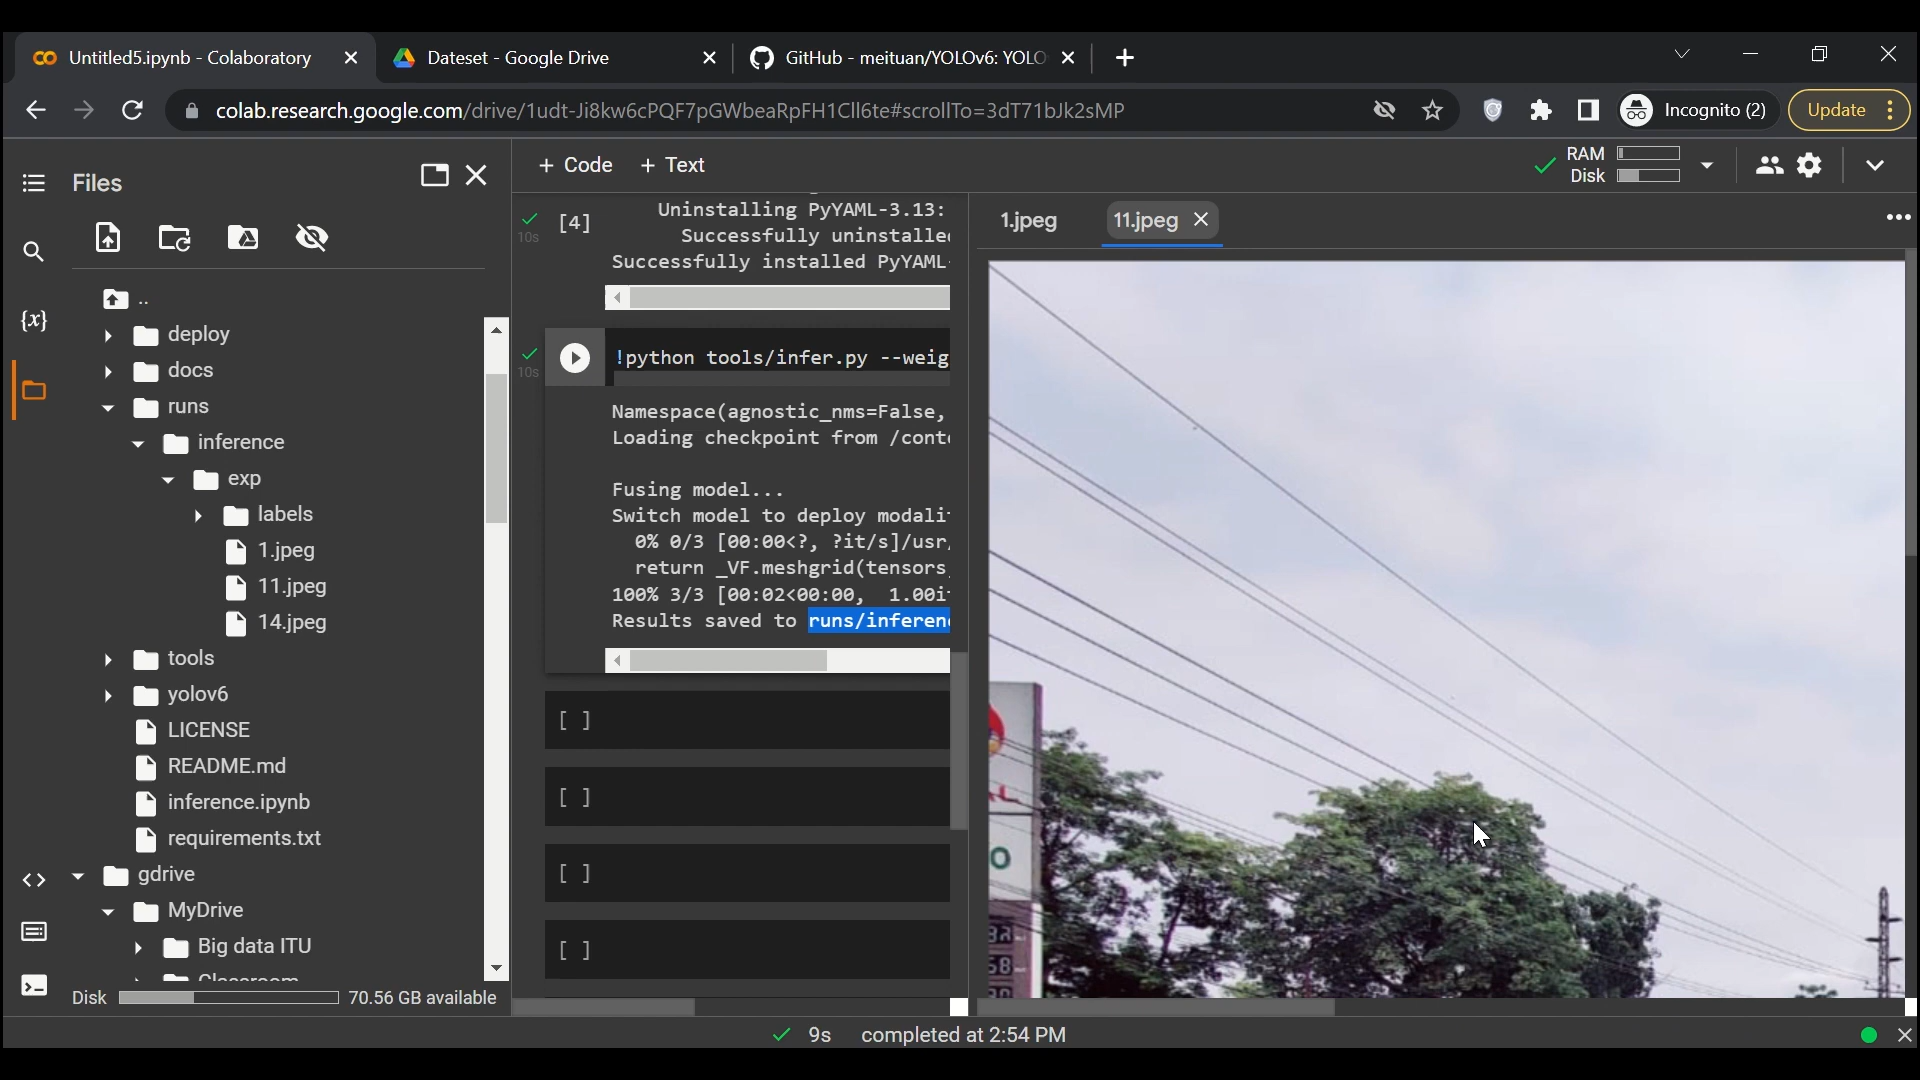 Untitled5.ipynb - Colaboratory
Dateset - Google Drive
GitHub - meituan/YOLOv6: YOLO
colab.research.google.com/drive/1udt-Ji8kw6cPQF7pGWbeaRpFH1Cll6te#scrollTo=3dT71bJk2sMP
Incognito (2)
Update
Files
+ Code
+ Text
RAM
Disk
..
deploy
docs
runs
inference
exp
labels
1.jpeg
11.jpeg
14.jpeg
tools
yolov6
LICENSE
README.md
inference.ipynb
requirements.txt
gdrive
MyDrive
Big data ITU
Classroom
Disk
70.56 GB available
{x}
[4]
10s
Uninstalling PyYAML-3.13:
Successfully uninstalle
Successfully installed PyYAML-
10s
!python tools/infer.py --weig
Namespace(agnostic_nms=False,
Loading checkpoint from /conte
Fusing model...
Switch model to deploy modalit
0% 0/3 [00:00<?, ?it/s]/usr/
return _VF.meshgrid(tensors,
100% 3/3 [00:02<00:00, 1.00it
Results saved to runs/inferenc
[ ]
[ ]
[ ]
[ ]
1.jpeg
11.jpeg
O
58
9s completed at 2:54 PM